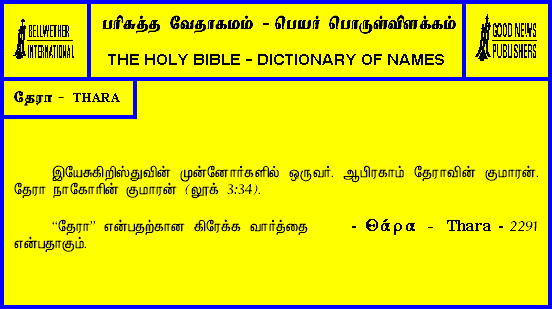 BELLWETHER
INTERNATIONAL
பரிசுத்த வேதாகமம் - பெயர் பொருள்விளக்கம்
THE HOLY BIBLE - DICTIONARY OF NAMES
GOOD NEWS
PUBLISHERS
தேரா - THARA
இயேசுகிறிஸ்துவின் முன்னோர்களில் ஒருவர். ஆபிரகாம் தேராவின் குமாரன்.
தேரா நாகோரின் குமாரன் (லூக் 3:34).
“தேரா” என்பதற்கான கிரேக்க வார்த்தை - Θάρα - Thara - 2291
என்பதாகும்.